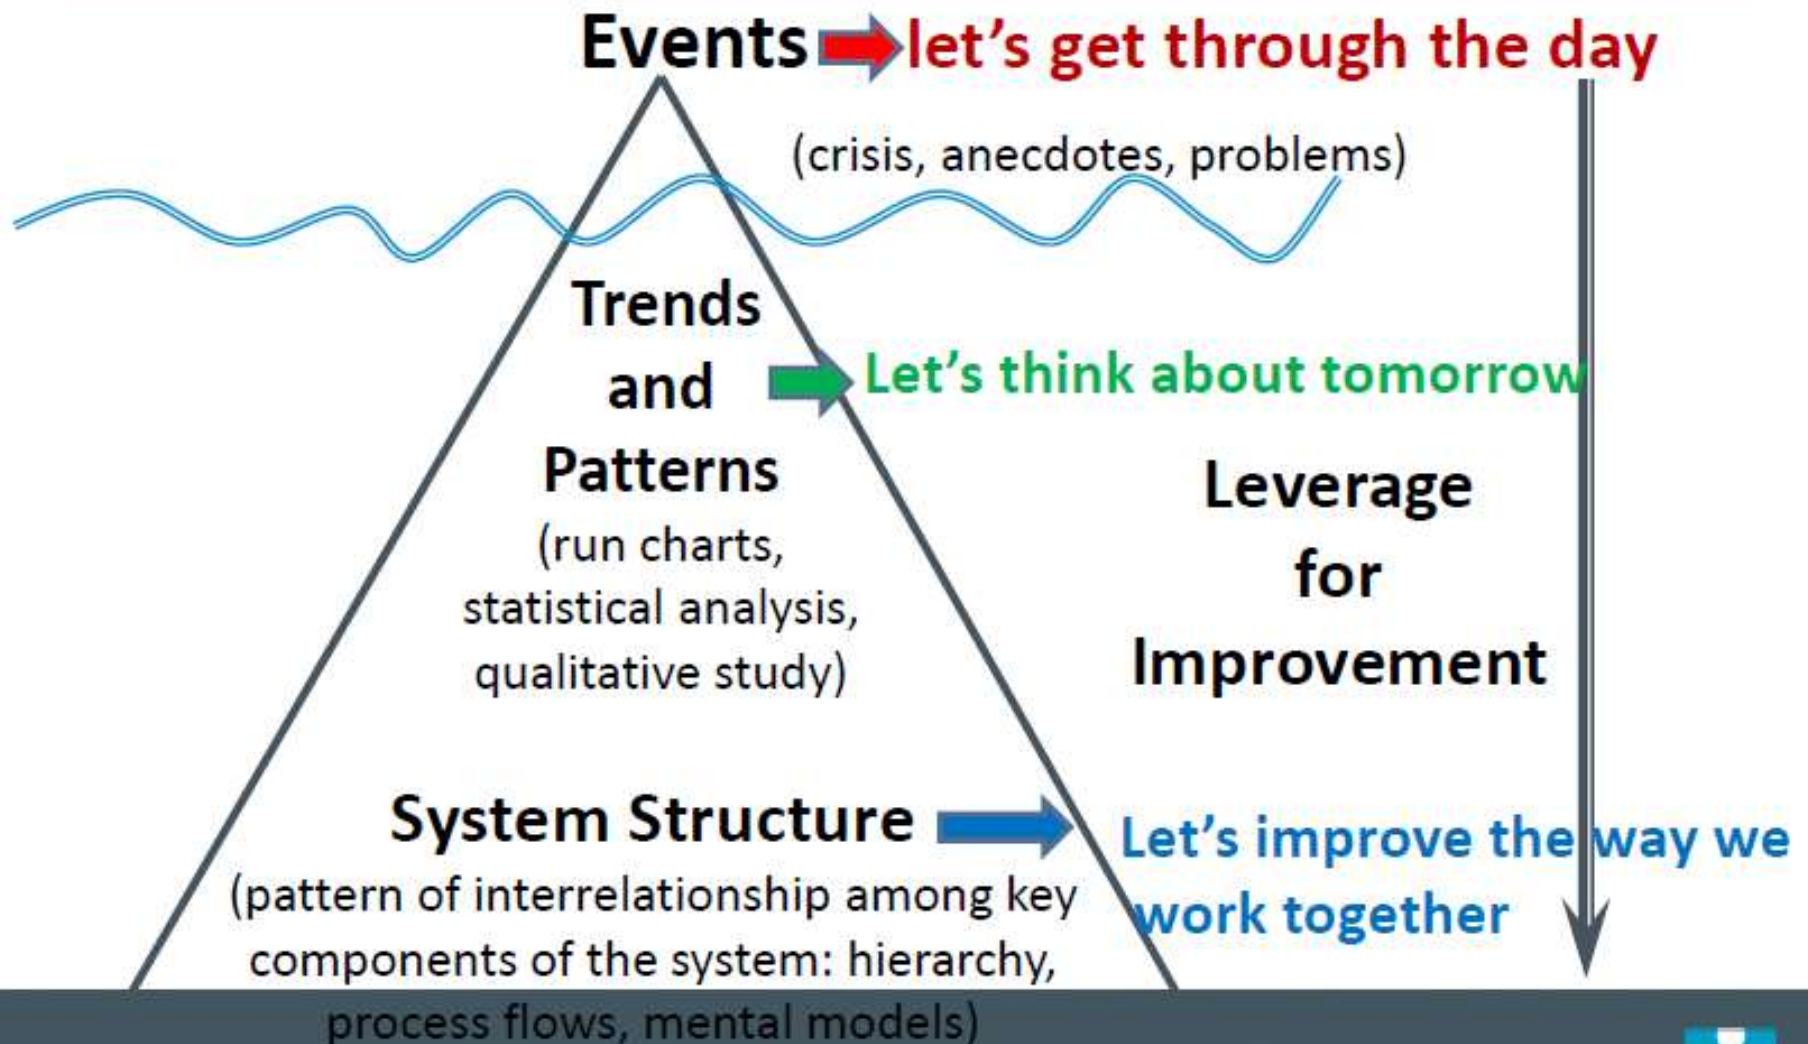 Events let's get through the day
(crisis, anecdotes, problems)
Trends
and
Patterns
Let's think about tomorrow
(run charts,
statistical analysis,
qualitative study)
Leverage
for
Improvement
System Structure
Let's improve the way we
work together
(pattern of interrelationship among key
components of the system: hierarchy,
process flows, mental models)